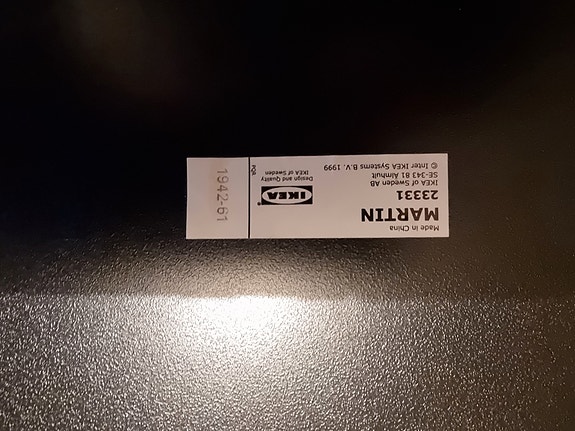 Made in China
MARTIN
23331
IKEA of Sweden AB
SE-343 81 Älmhult
© Inter IKEA Systems B.V. 1999
IKEA
Design and Quality
IKEA of Sweden
1942-61